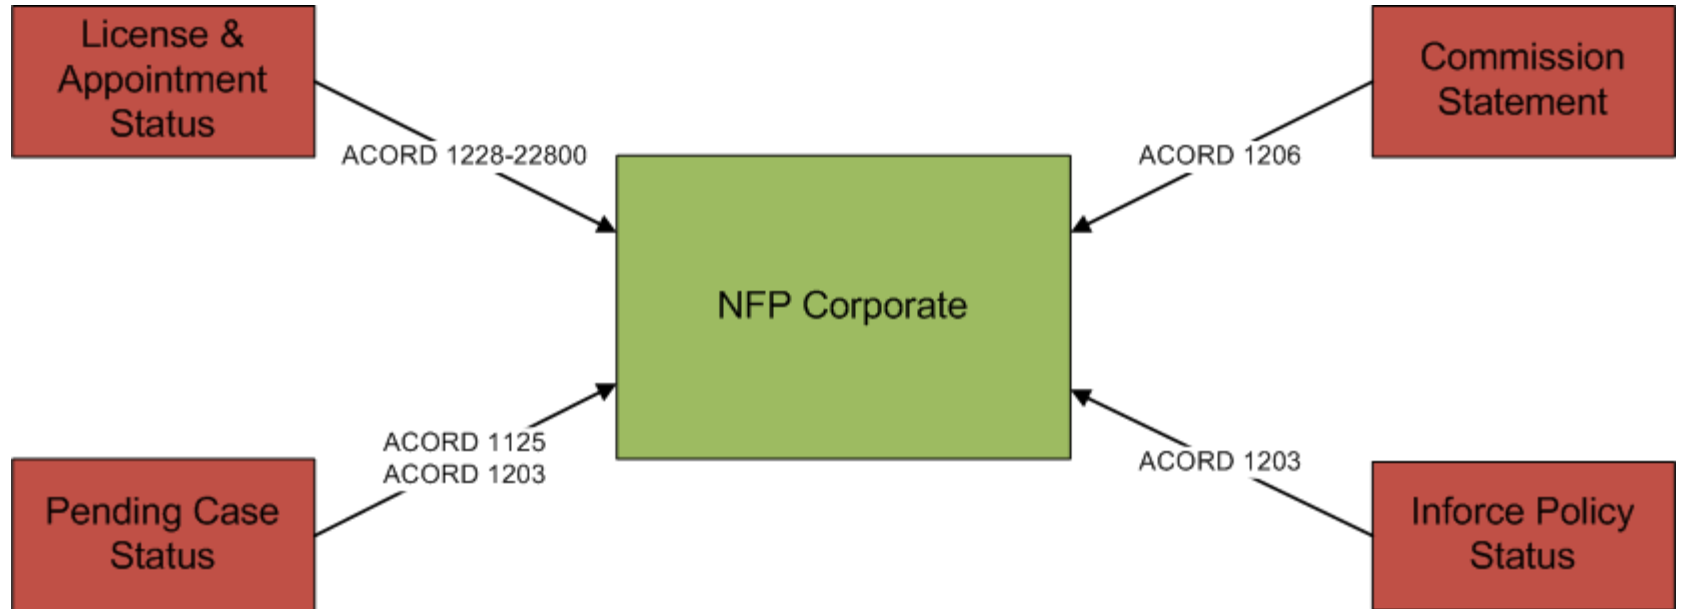 License &
Appointment
Status
Commission
Statement
ACORD 1228-22800
ACORD 1206
NFP Corporate
ACORD 1125
ACORD 1203
ACORD 1203
Pending Case
Status
Inforce Policy
Status